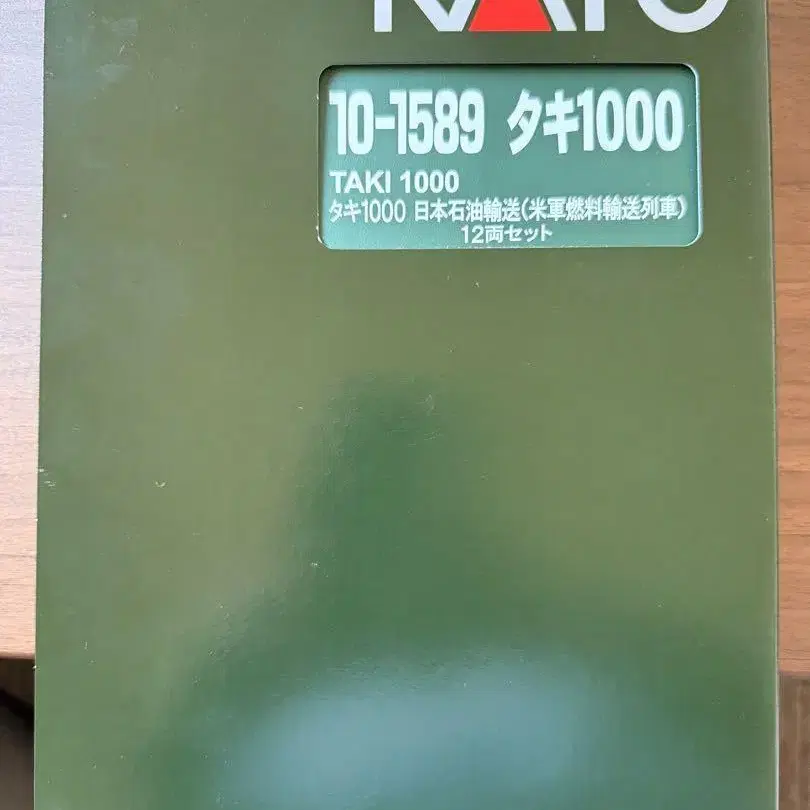 KATO
10-1589 タキ1000
TAKI 1000
タキ1000 日本石油輸送(米軍燃料輸送列車)
12両セット